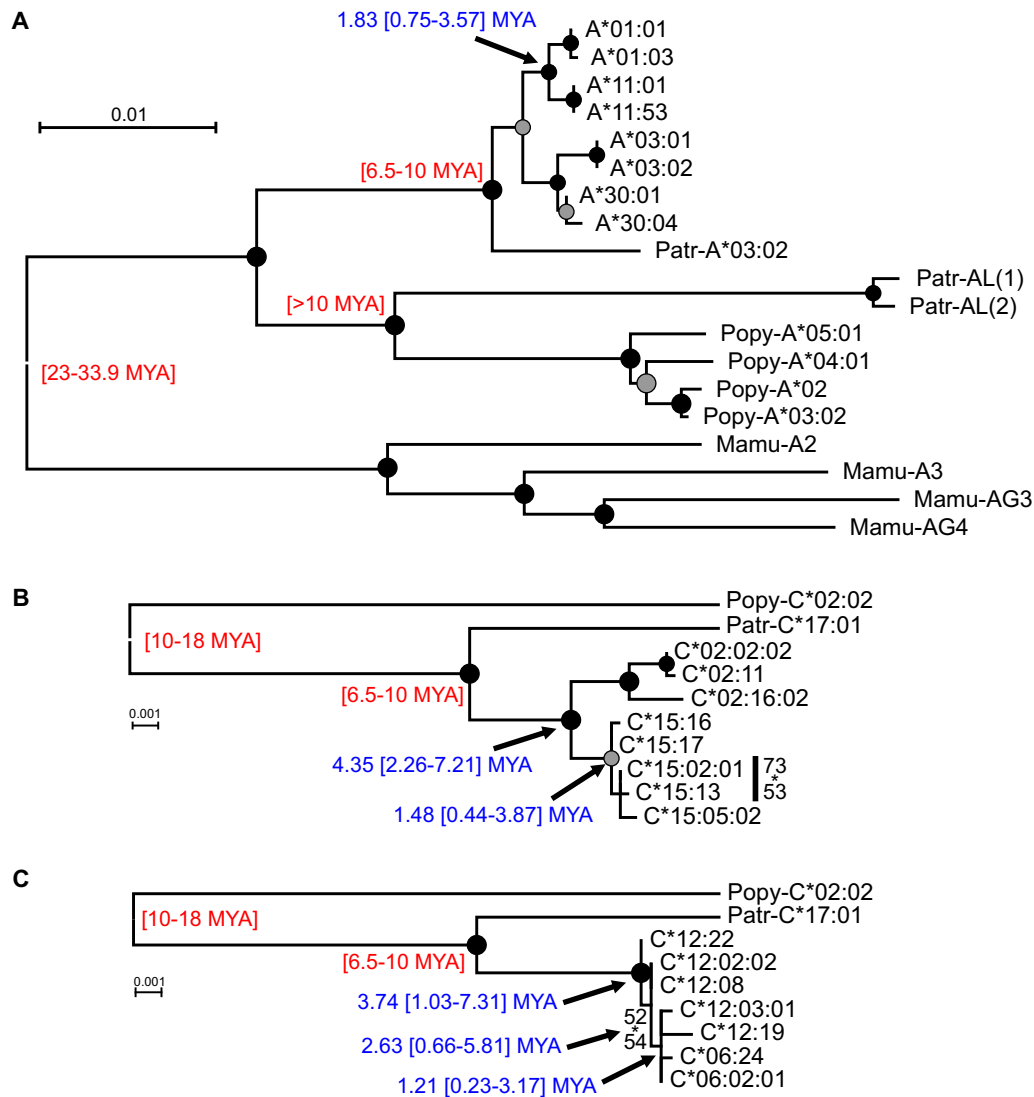 A
1.83 [0.75-3.57] MYA
A*01:01
A*01:03
A*11:01
A*11:53
0.01
A*03:01
A*03:02
[6.5-10 MYA]
A*30:01
A*30:04
Patr-A*03:02
Patr-AL(1)
[>10 MYA]
Patr-AL(2)
Popy-A*05:01
Popy-A*04:01
[23-33.9 MYA]
Popy-A*02
Popy-A*03:02
Mamu-A2
Mamu-A3
Mamu-AG3
Mamu-AG4
B
Popy-C*02:02
[10-18 MYA]
Patr-C*17:01
C*02:02:02
C*02:11
[6.5-10 MYA]
C*02:16:02
0.001
C*15:16
C*15:17
4.35 [2.26-7.21] MYA
C*15:02:01
73
*
C*15:13
53
1.48 [0.44-3.87] MYA
C*15:05:02
C
Popy-C*02:02
[10-18 MYA]
Patr-C*17:01
C*12:22
[6.5-10 MYA]
C*12:02:02
C*12:08
0.001
3.74 [1.03-7.31] MYA
C*12:03:01
52
*
54
C*12:19
2.63 [0.66-5.81] MYA
C*06:24
1.21 [0.23-3.17] MYA
C*06:02:01